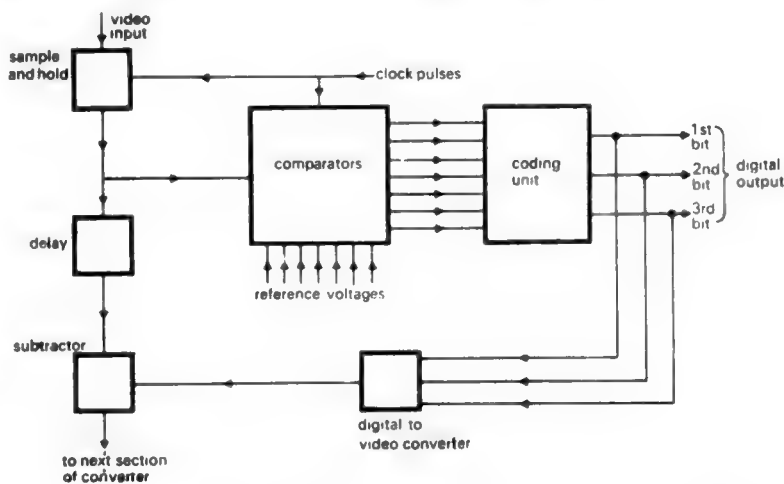 video
input
sample
and hold
clock pulses
comparators
coding
unit
1st
bit
2nd
bit
3rd
bit
digital
output
delay
reference voltages
subtractor
digital to
video converter
to next section
of converter